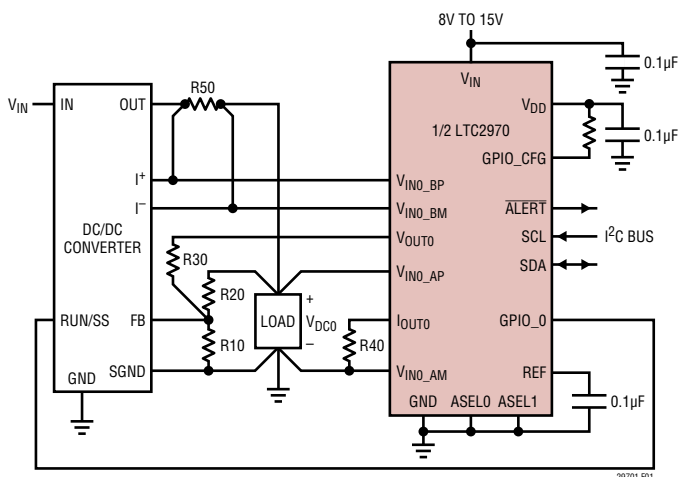 8V TO 15V
0.1µF
V_IN
IN
OUT
R50
V_IN
V_DD
1/2 LTC2970
0.1µF
GPIO_CFG
I+
V_IN0_BP
I–
V_IN0_BM
ALERT
DC/DC
CONVERTER
V_OUT0
SCL
I²C BUS
R30
SDA
V_IN0_AP
R20
+
RUN/SS
FB
LOAD
V_DC0
I_OUT0
GPIO_0
R10
–
R40
SGND
V_IN0_AM
REF
GND
GND
ASEL0
ASEL1
0.1µF
29701 F01